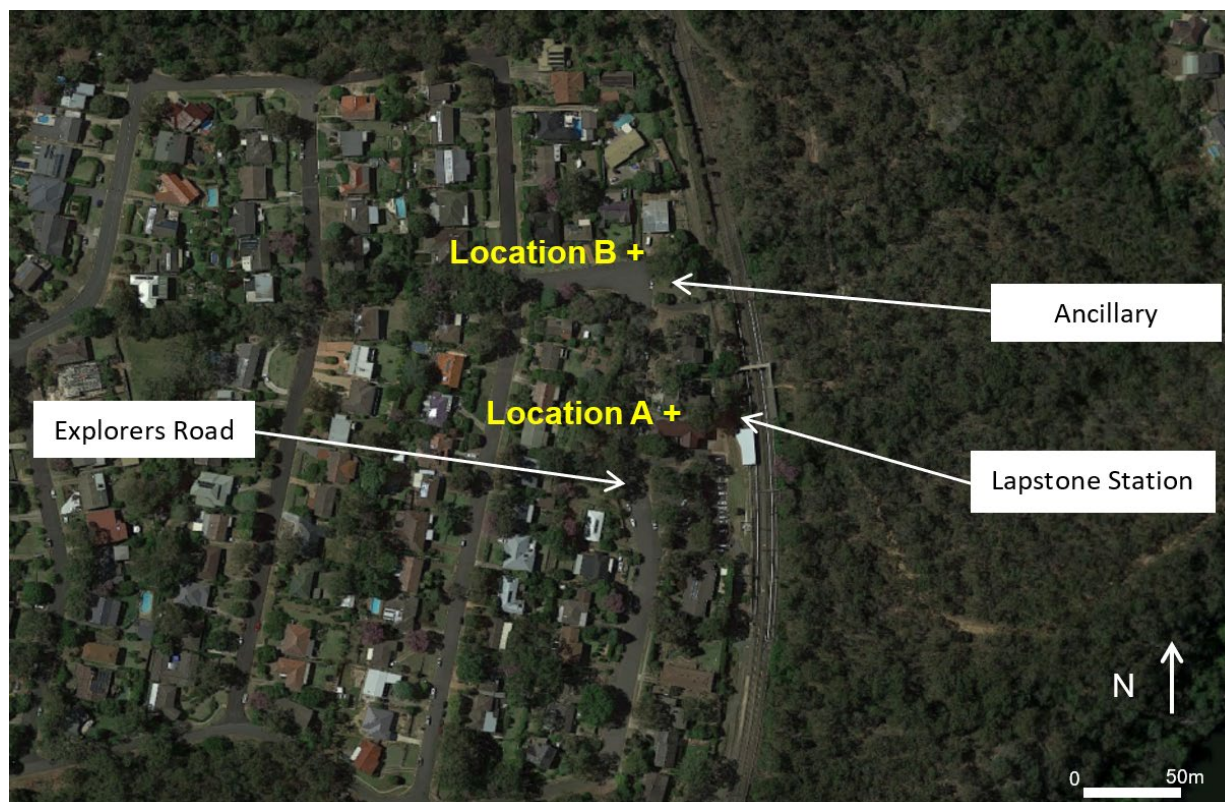 Location B +
Ancillary
Location A +
Explorers Road
Lapstone Station
N
0 50m